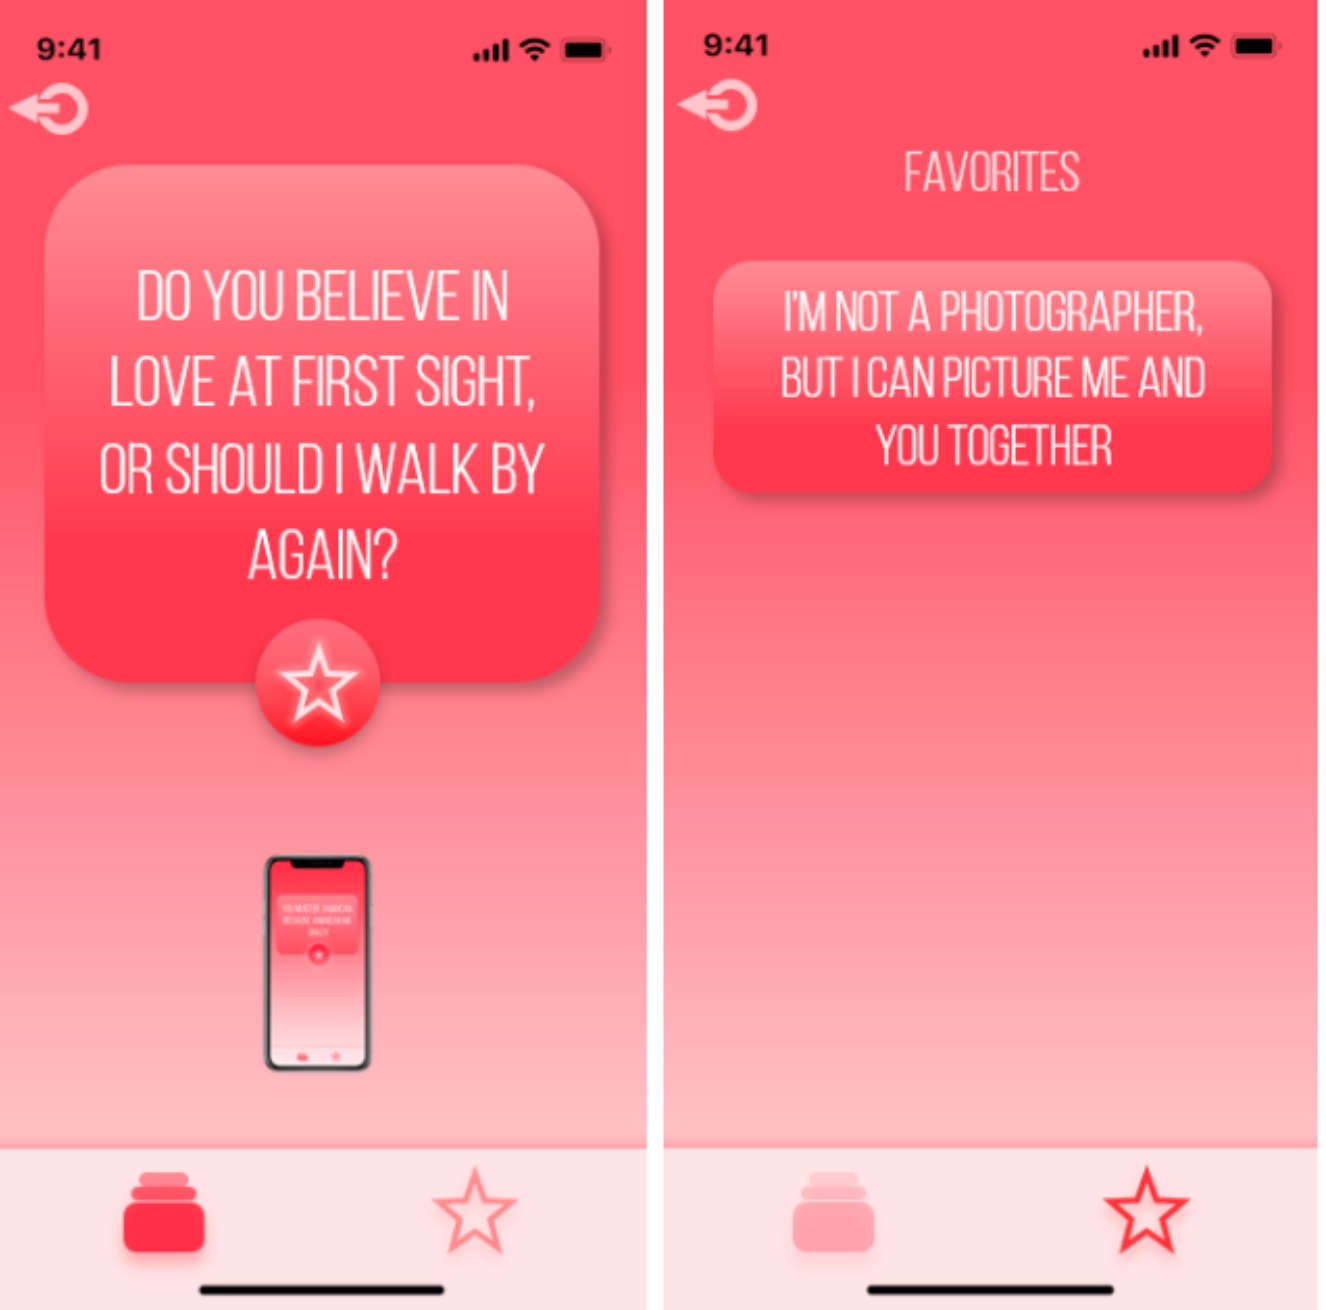 9:41
DO YOU BELIEVE IN
LOVE AT FIRST SIGHT,
OR SHOULD I WALK BY
AGAIN?
9:41
FAVORITES
I'M NOT A PHOTOGRAPHER,
BUT I CAN PICTURE ME AND
YOU TOGETHER